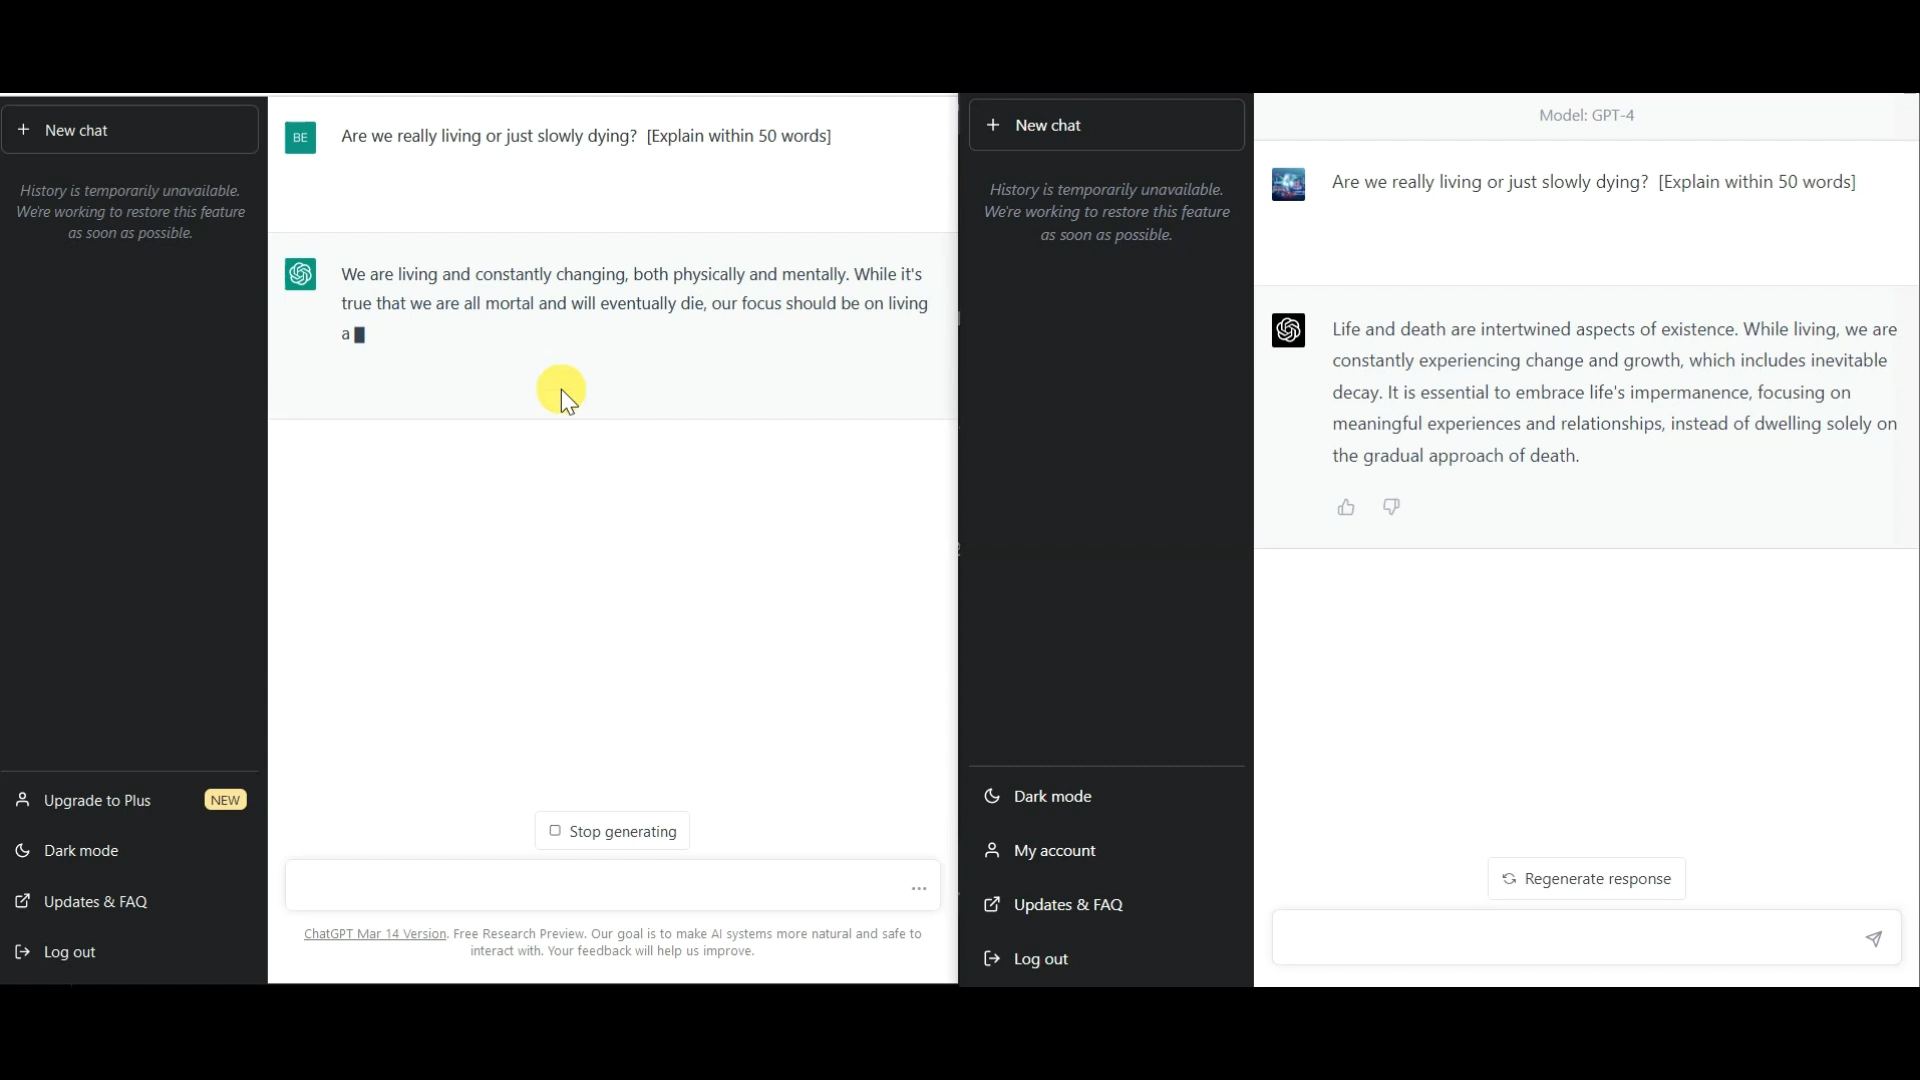 New chat
History is temporarily unavailable.
We're working to restore this feature
as soon as possible.
Upgrade to Plus
NEW
Dark mode
Updates & FAQ
Log out
BE
Are we really living or just slowly dying? [Explain within 50 words]
We are living and constantly changing, both physically and mentally. While it's
true that we are all mortal and will eventually die, our focus should be on living
a
Stop generating
ChatGPT Mar 14 Version. Free Research Preview. Our goal is to make AI systems more natural and safe to
interact with. Your feedback will help us improve.
New chat
History is temporarily unavailable.
We're working to restore this feature
as soon as possible.
Dark mode
My account
Updates & FAQ
Log out
Model: GPT-4
Are we really living or just slowly dying? [Explain within 50 words]
Life and death are intertwined aspects of existence. While living, we are
constantly experiencing change and growth, which includes inevitable
decay. It is essential to embrace life's impermanence, focusing on
meaningful experiences and relationships, instead of dwelling solely on
the gradual approach of death.
Regenerate response